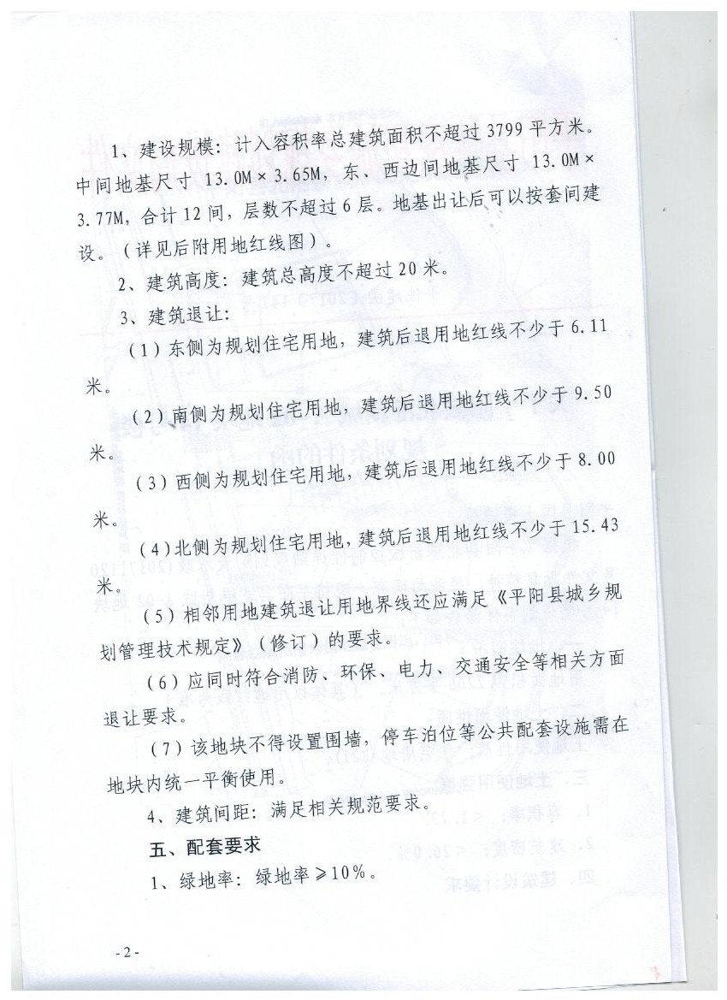 1、建设规模：计入容积率总建筑面积不超过 3799 平方米。
中间地基尺寸 13.0M×3.65M，东、西边间地基尺寸 13.0M×
3.77M，合计 12 间，层数不超过 6 层。地基出让后可以按套间建
设。（详见后附用地红线图）。
2、建筑高度：建筑总高度不超过 20 米。
3、建筑退让：
（1）东侧为规划住宅用地，建筑后退用地红线不少于 6.11
米。
（2）南侧为规划住宅用地，建筑后退用地红线不少于 9.50
米。
（3）西侧为规划住宅用地，建筑后退用地红线不少于 8.00
米。
（4）北侧为规划住宅用地，建筑后退用地红线不少于 15.43
米。
（5）相邻用地建筑退让用地界线还应满足《平阳县城乡规
划管理技术规定》（修订）的要求。
（6）应同时符合消防、环保、电力、交通安全等相关方面
退让要求。
（7）该地块不得设置围墙，停车泊位等公共配套设施需在
地块内统一平衡使用。
4、建筑间距：满足相关规范要求。
五、配套要求
1、绿地率：绿地率≥10%。
- 2 -